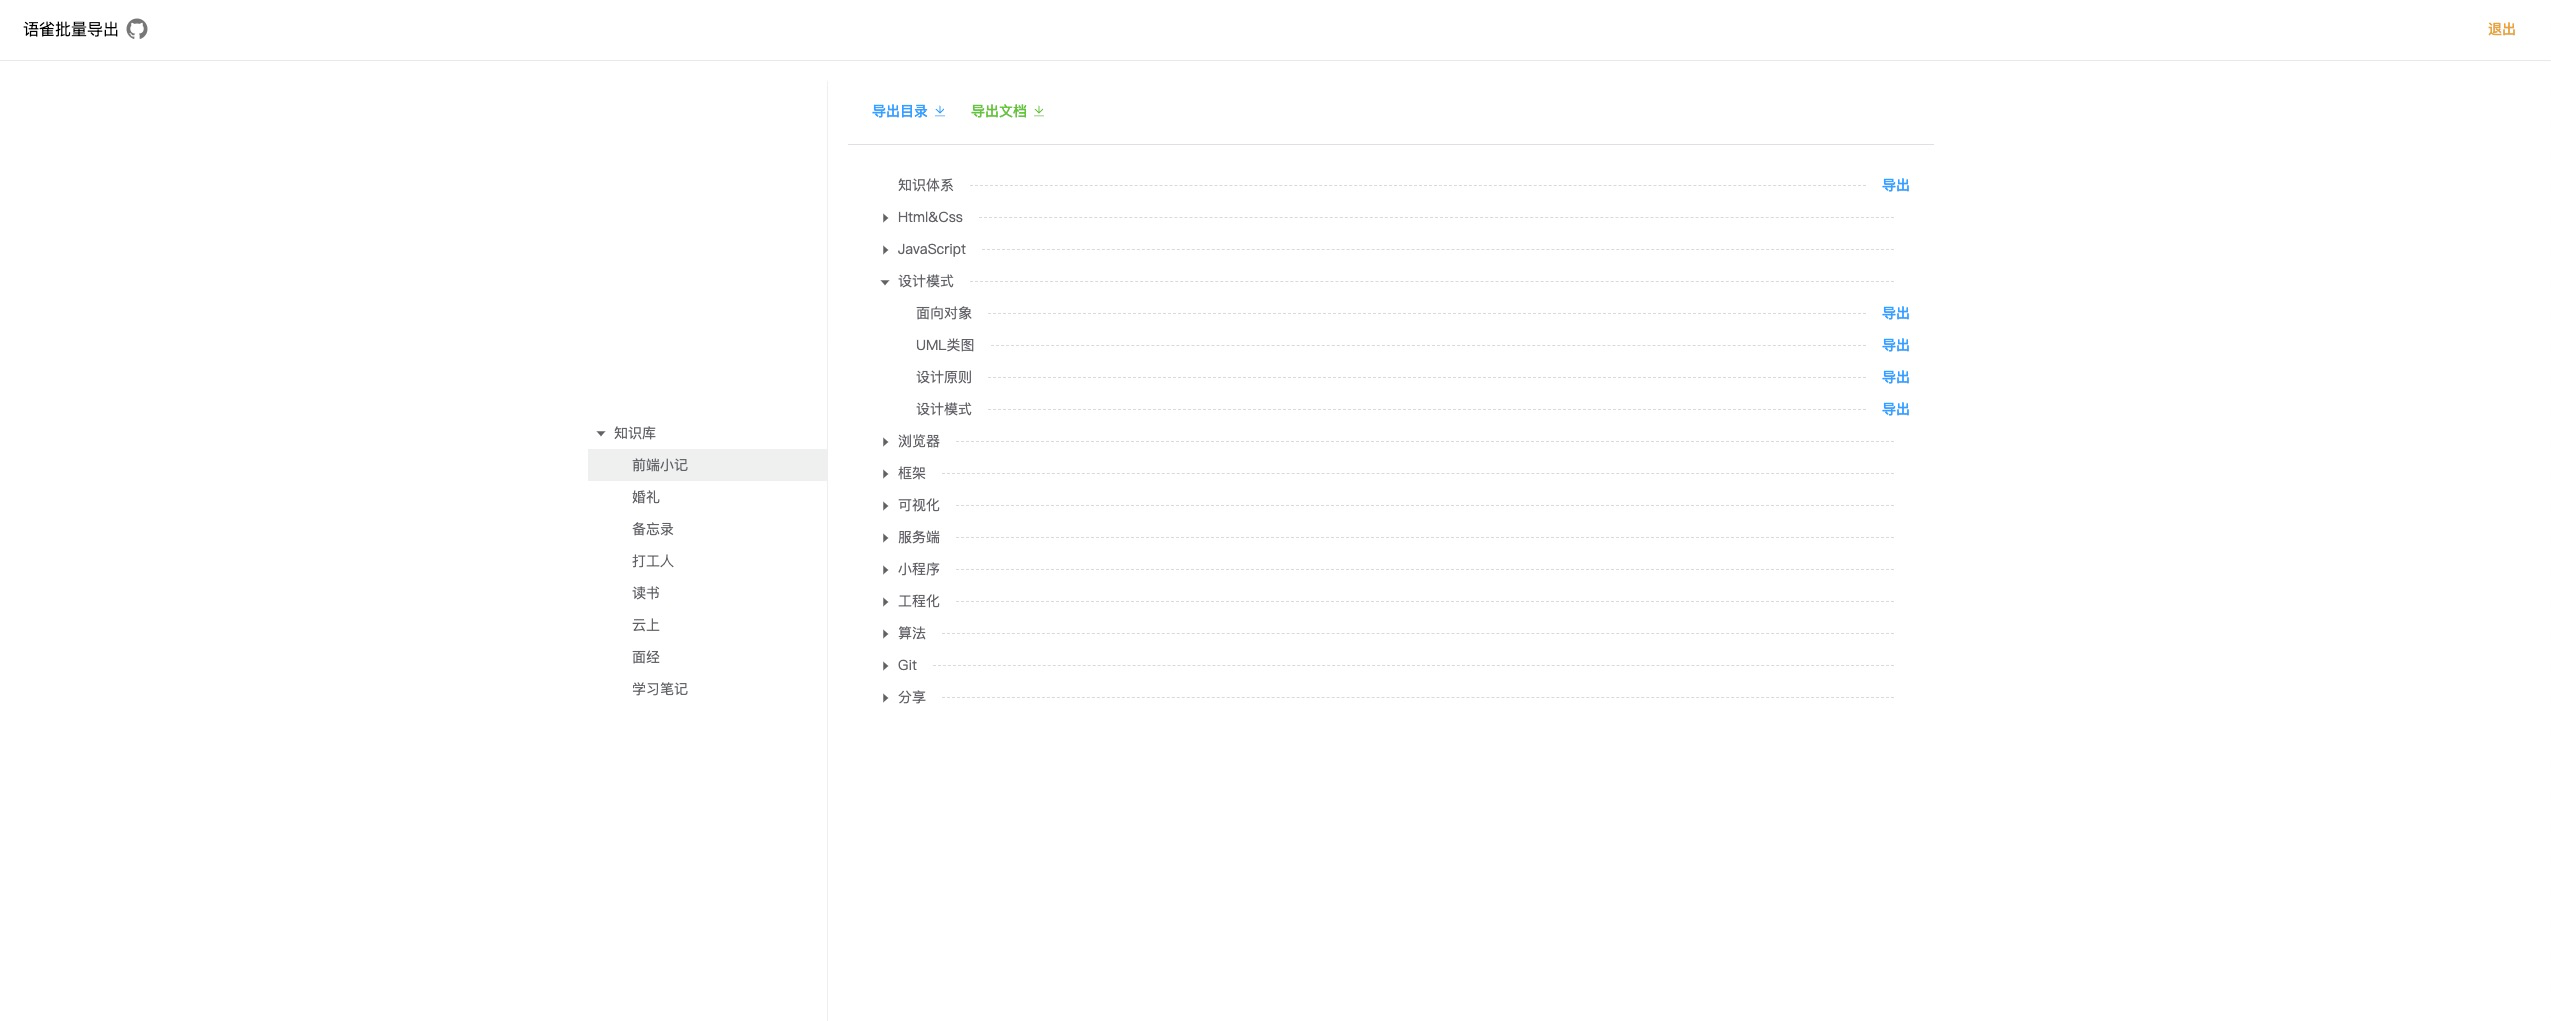 语雀批量导出
退出
知识库
前端小记
婚礼
备忘录
打工人
读书
云上
面经
学习笔记
导出目录 导出文档
知识体系 导出
Html&Css
JavaScript
设计模式
面向对象 导出
UML类图 导出
设计原则 导出
设计模式 导出
浏览器
框架
可视化
服务端
小程序
工程化
算法
Git
分享